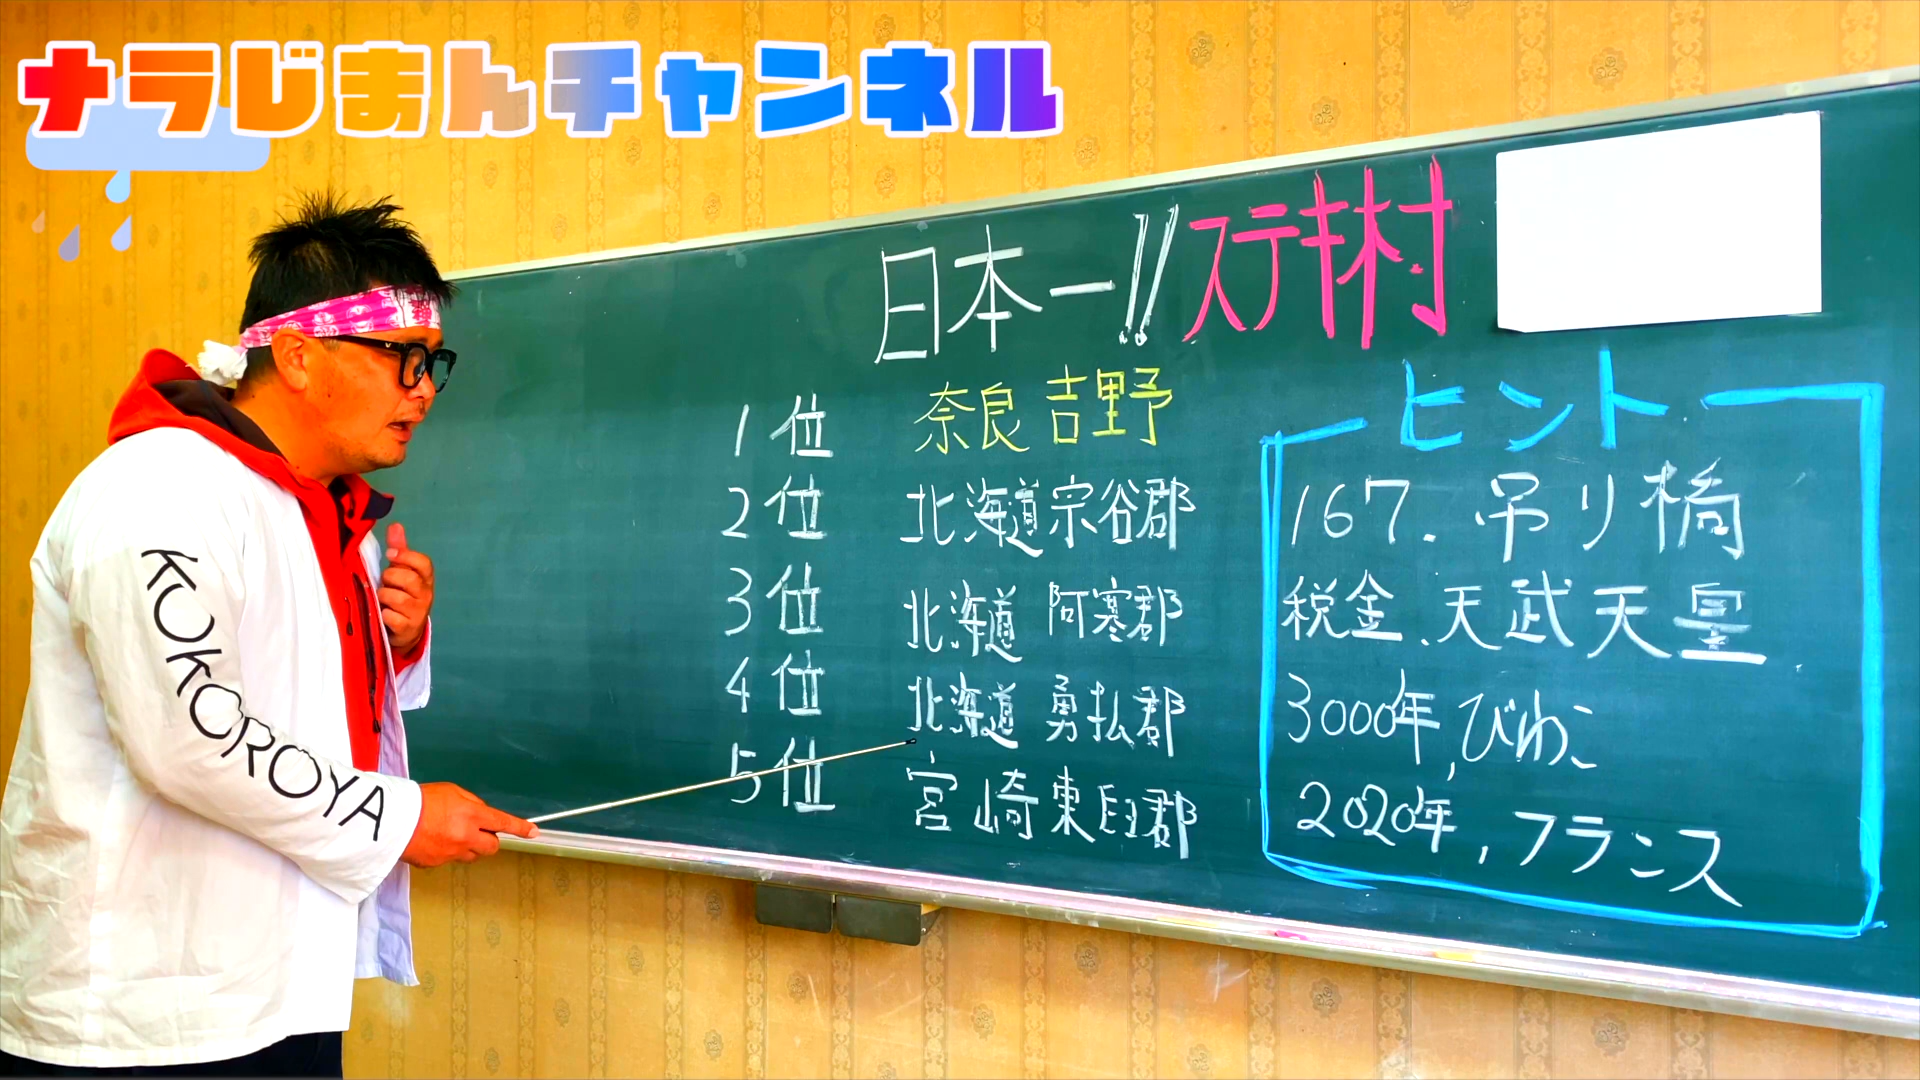 ナラじまんチャンネル
日本一!! ステキ村
1位 奈良 吉野
2位 北海道宗谷郡
3位 北海道 阿寒郡
4位 北海道 勇払郡
5位 宮崎東臼郡
ヒント
167.吊り橋
税金、天武天皇
3000年,びわこ
2020年,フランス
KOKOROYA